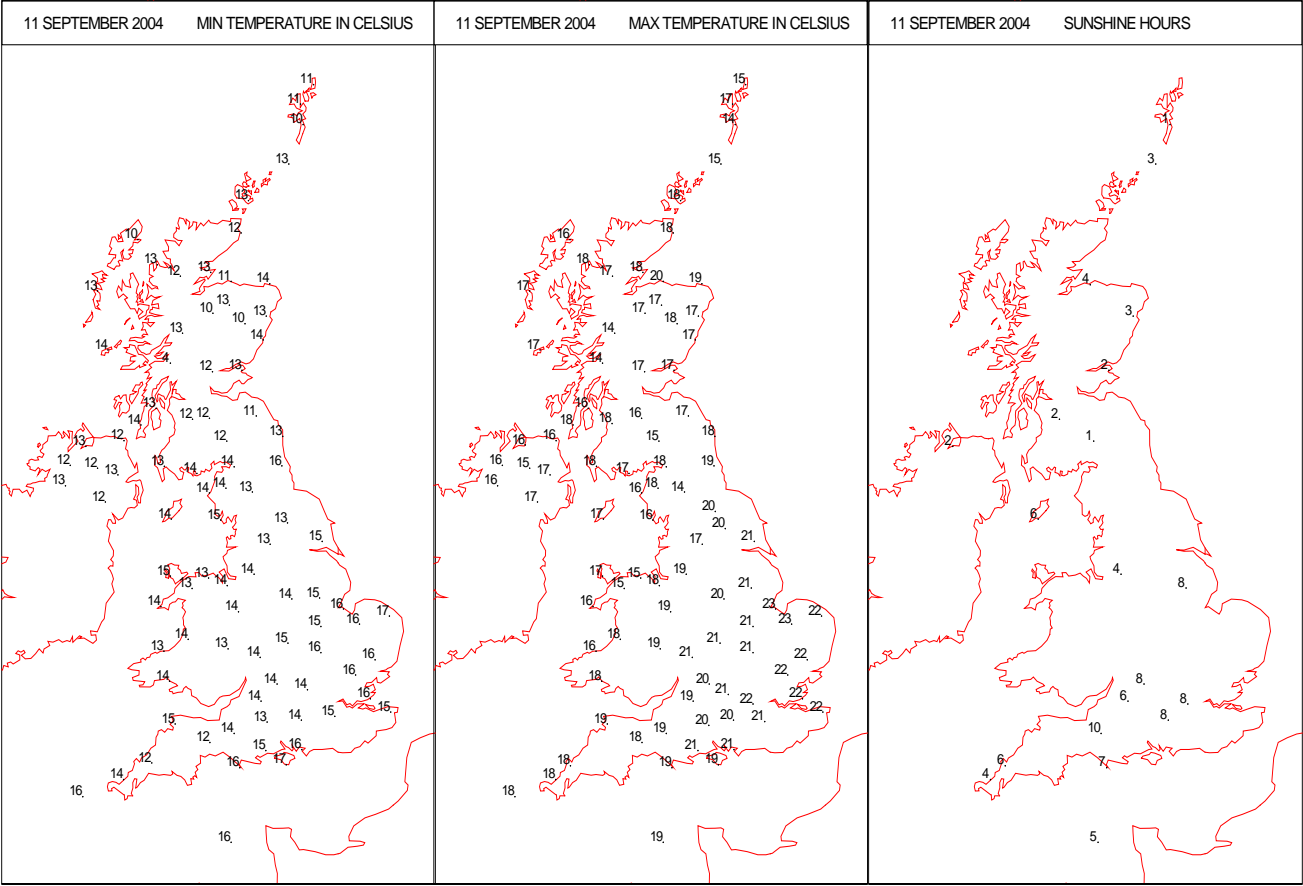 11 SEPTEMBER 2004 MIN TEMPERATURE IN CELSIUS
11.
11
10
13.
13
12.
10
13
12. 13
11 14.
13
10. 13. 13.
13. 10. 14.
14
4. 12. 13
13
14 12. 12. 11.
13 12 12. 13
12 12. 13. 13 14. 14. 16.
13. 12. 14 14. 13.
14 15. 13. 15.
13.
15 13 13. 14. 14.
14. 14. 14. 15. 16 16. 17.
15.
13 14. 13. 14. 15. 16. 16.
14 14. 14. 14. 16. 16 15.
15. 12. 14. 13. 14. 15.
12. 14 15. 16. 16 17
16.
16.
11 SEPTEMBER 2004 MAX TEMPERATURE IN CELSIUS
15
17
14
15.
18
18.
16
18
17. 18
20 19.
17
17. 17. 17.
14. 18. 17.
17
14 17. 17
16
18 18. 16. 17.
16 16 15. 18
16. 15. 17. 18 17. 18. 19.
16. 17. 16. 18. 14.
17 16. 20. 20. 21.
17.
17 15. 15 18. 19.
16 19. 20. 21. 23 23. 22.
21.
16 18. 19. 21. 21. 21. 22.
18 20. 19. 21. 22. 22. 22 22.
19. 18. 19. 20. 20. 21.
18. 18 21. 19. 21. 19
18.
19.
11 SEPTEMBER 2004 SUNSHINE HOURS
1
3.
4.
3.
2
2.
2 1.
6
4. 8.
8.
6. 8.
10. 8.
6. 4 7
5.